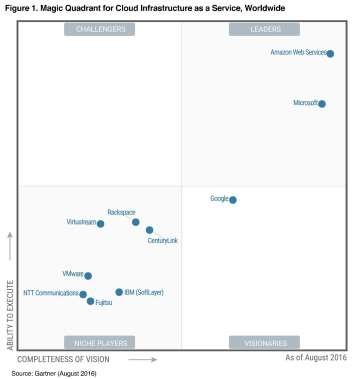 Figure 1. Magic Quadrant for Cloud Infrastructure as a Service, Worldwide
CHALLENGERS
LEADERS
Amazon Web Services
Microsoft
Google
Rackspace
Virtustream
CenturyLink
VMware
NTT Communications
IBM (SoftLayer)
Fujitsu
NICHE PLAYERS
VISIONARIES
ABILITY TO EXECUTE
COMPLETENESS OF VISION
As of August 2016
Source: Gartner (August 2016)